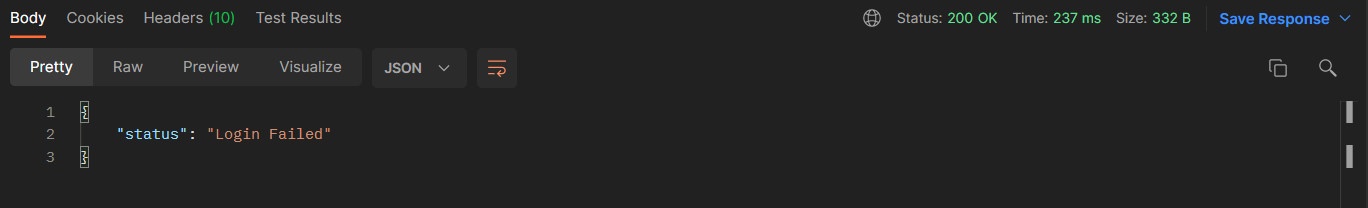 Body Cookies Headers (10) Test Results Status: 200 OK Time: 237 ms Size: 332 B Save Response
Pretty Raw Preview Visualize JSON
1 {
2 "status": "Login Failed"
3 }